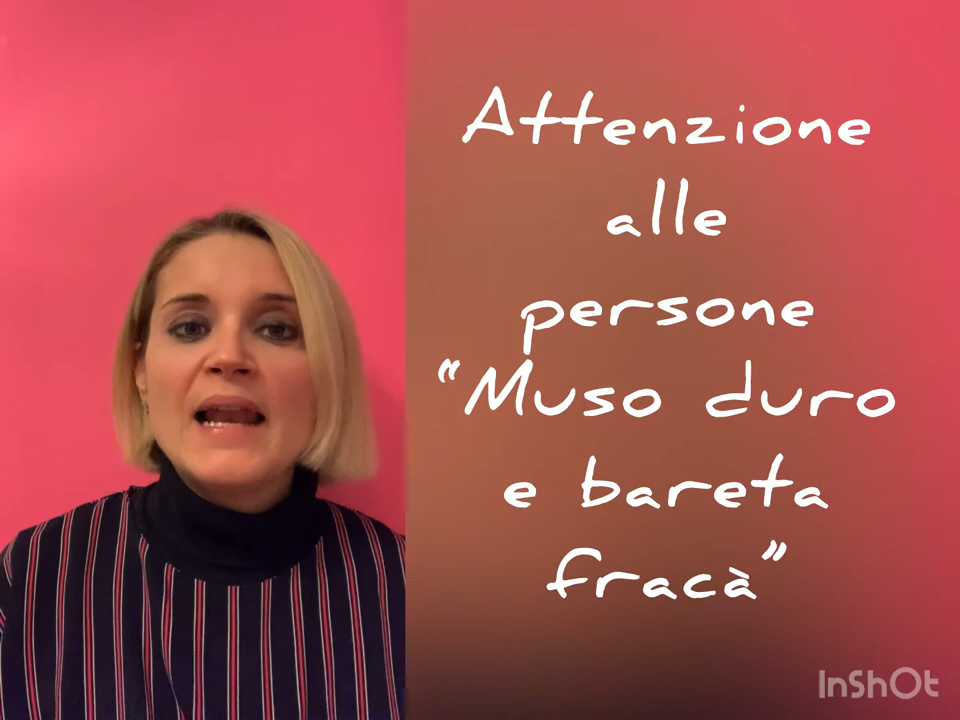 Attenzione
alle
persone
"Muso duro
e bareta
fracà"
InShOt